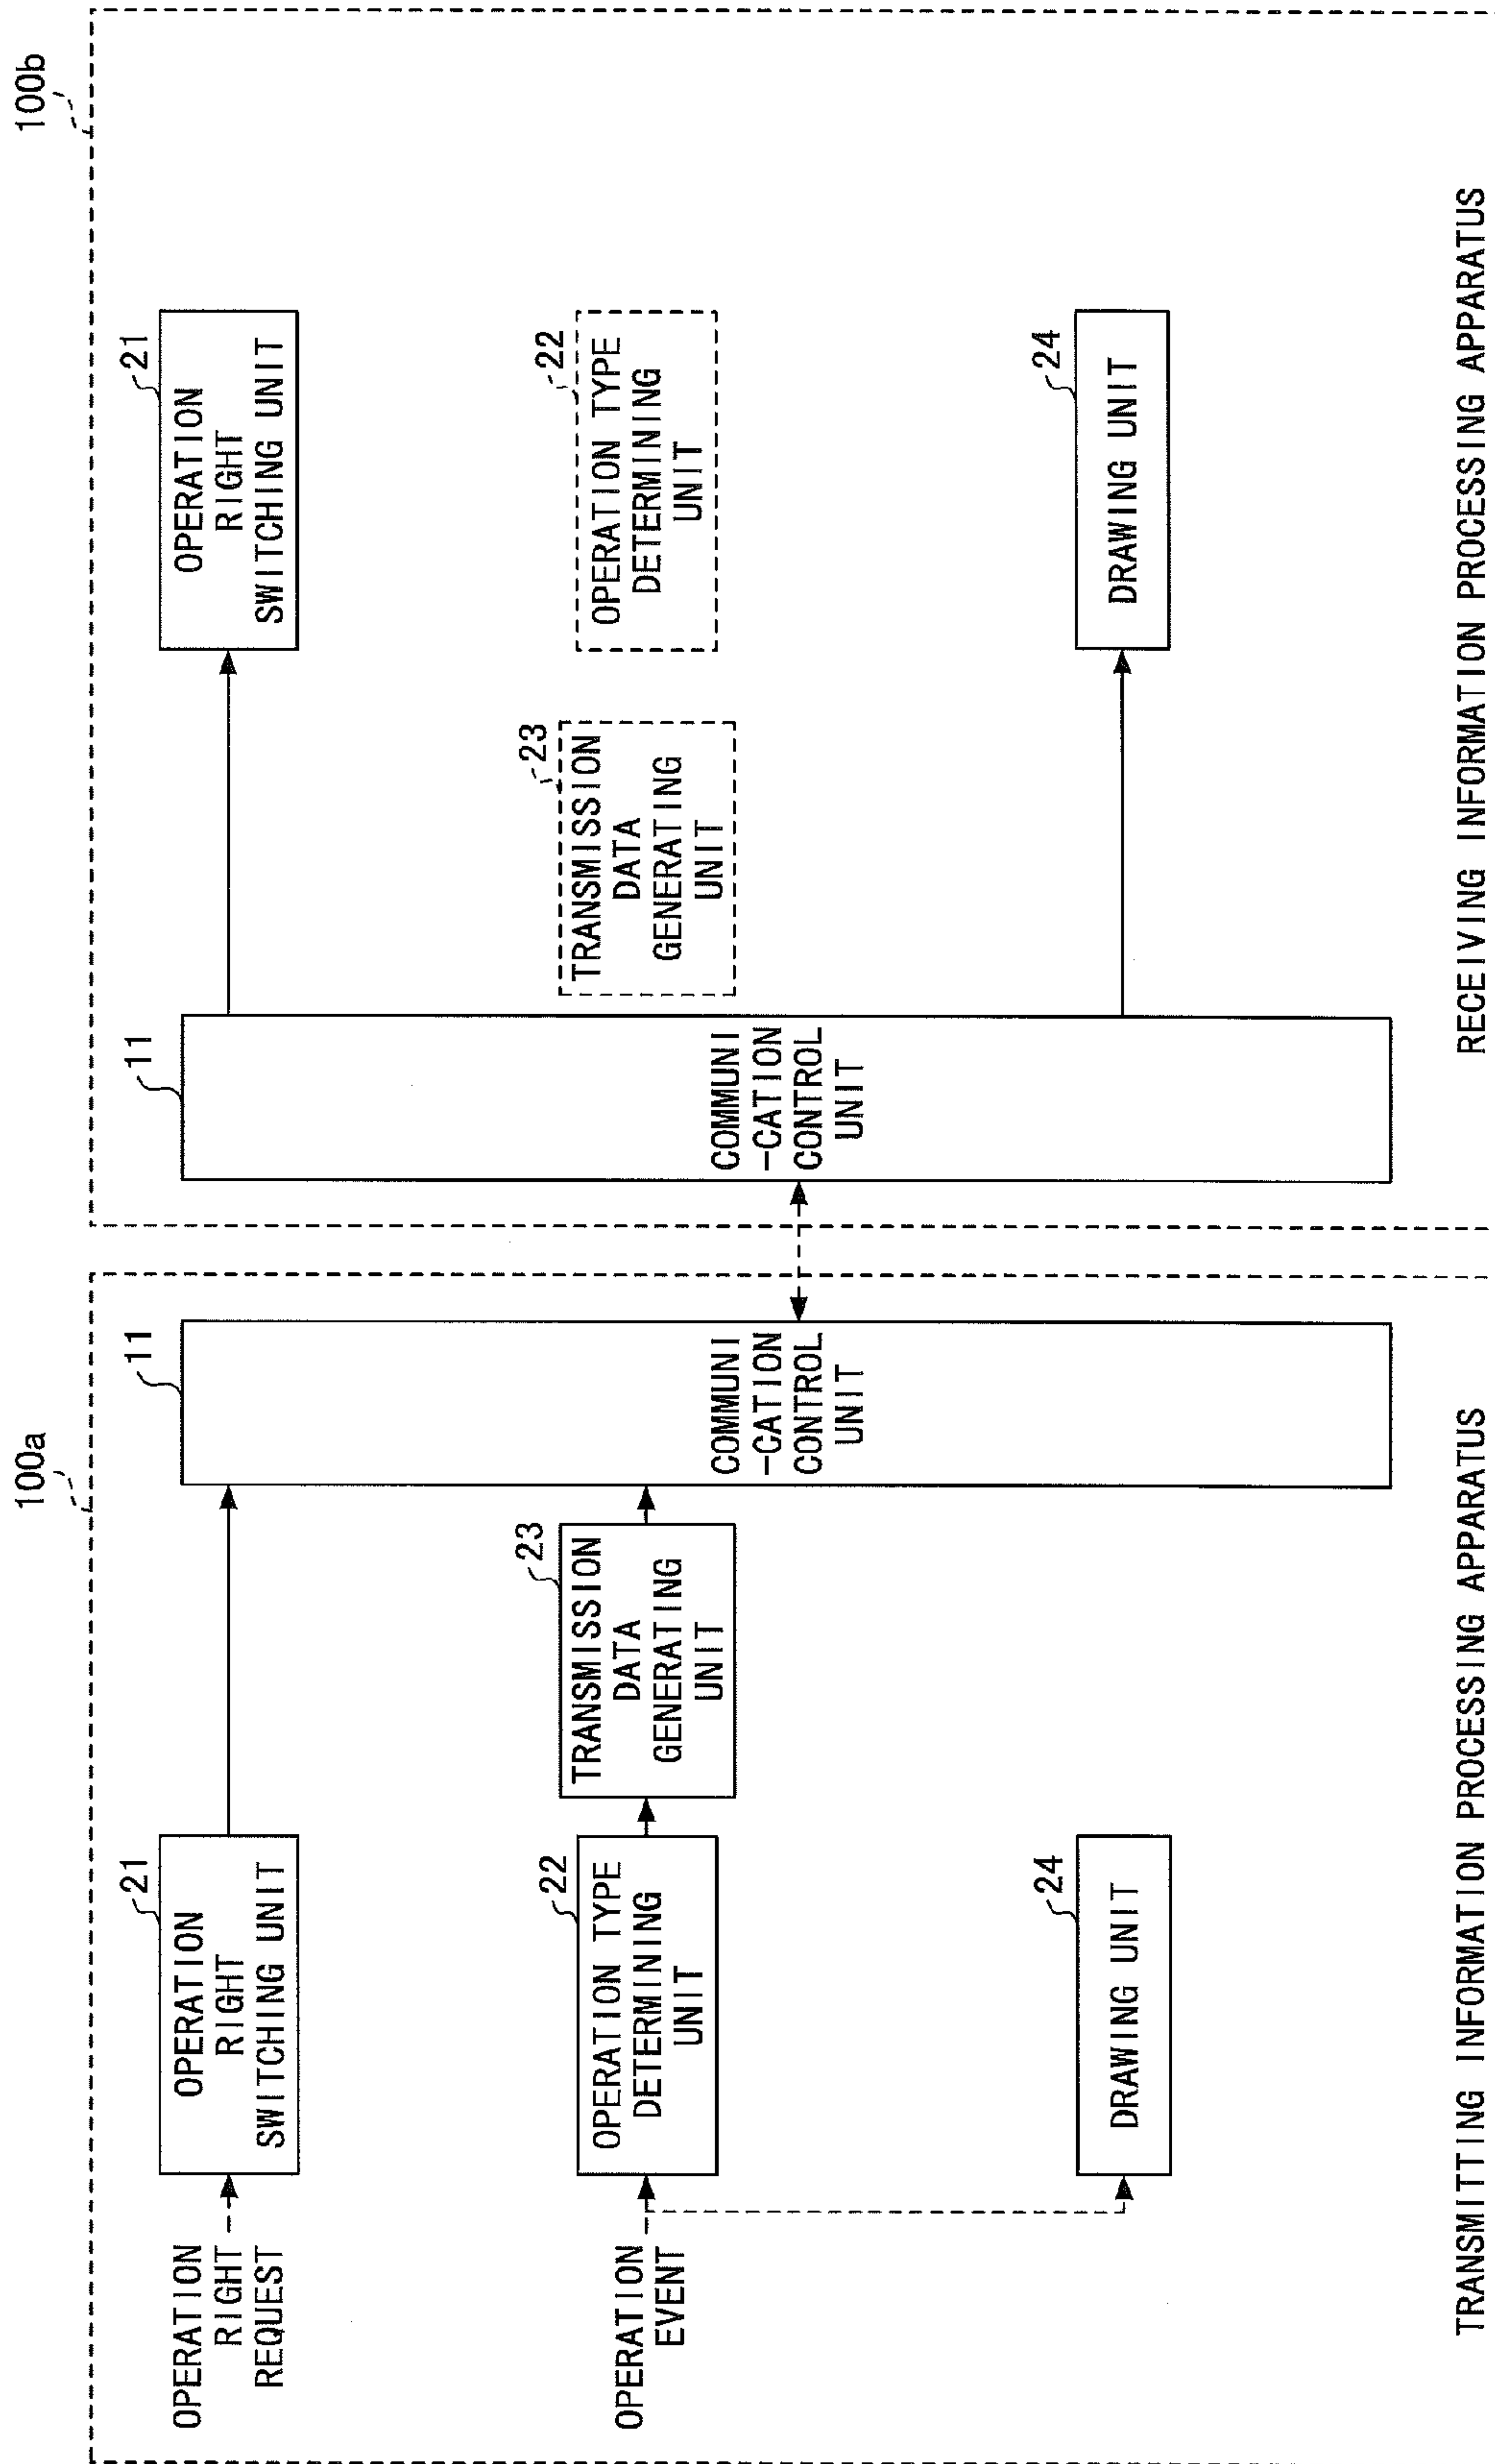 100a
OPERATION
RIGHT
REQUEST
21
OPERATION
RIGHT
SWITCHING UNIT
OPERATION
EVENT
22
OPERATION TYPE
DETERMINING
UNIT
23
TRANSMISSION
DATA
GENERATING
UNIT
24
DRAWING UNIT
11
COMMUNI
-CATION
CONTROL
UNIT
TRANSMITTING INFORMATION PROCESSING APPARATUS
100b
11
COMMUNI
-CATION
CONTROL
UNIT
21
OPERATION
RIGHT
SWITCHING UNIT
23
TRANSMISSION
DATA
GENERATING
UNIT
22
OPERATION TYPE
DETERMINING
UNIT
24
DRAWING UNIT
RECEIVING INFORMATION PROCESSING APPARATUS